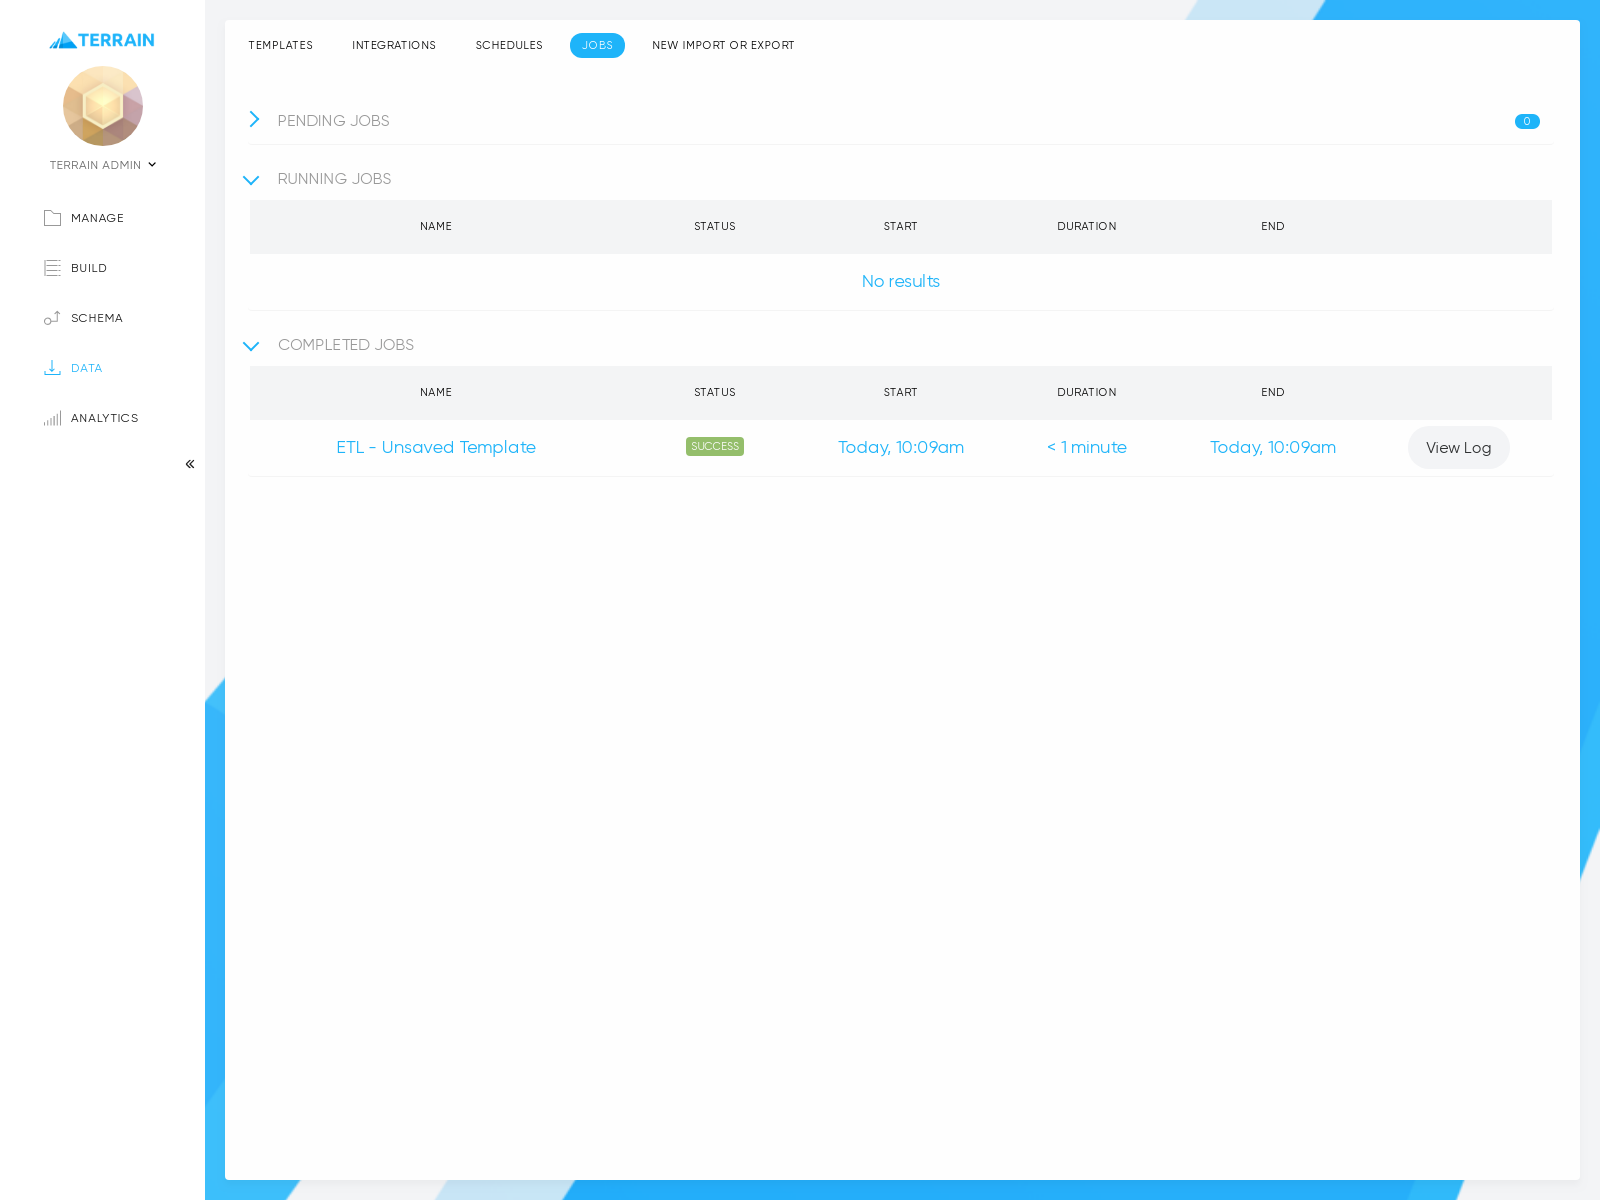 TERRAIN
TERRAIN ADMIN
MANAGE
BUILD
SCHEMA
DATA
ANALYTICS
TEMPLATES INTEGRATIONS SCHEDULES JOBS NEW IMPORT OR EXPORT
PENDING JOBS 0
RUNNING JOBS
NAME STATUS START DURATION END
No results
COMPLETED JOBS
NAME STATUS START DURATION END
ETL - Unsaved Template SUCCESS Today, 10:09am < 1 minute Today, 10:09am View Log